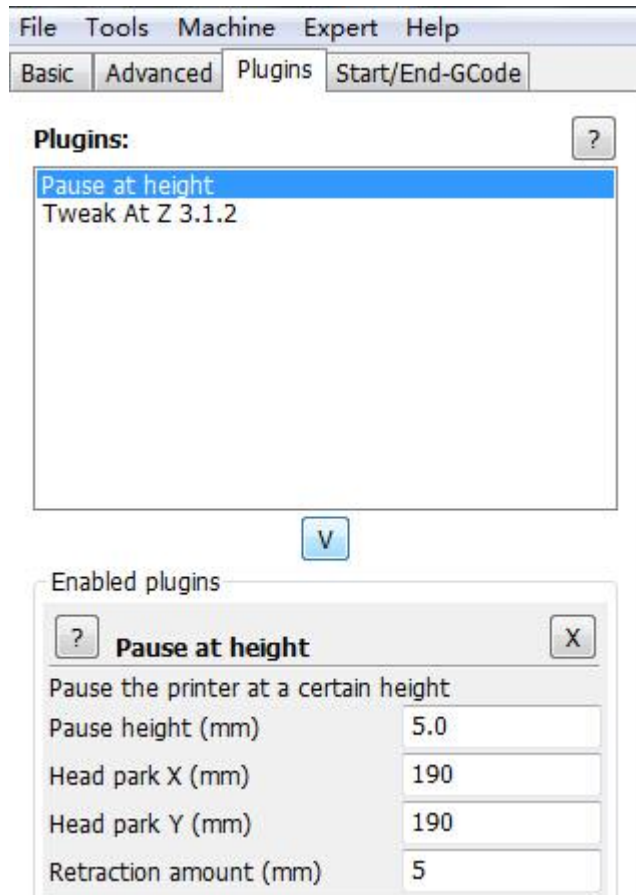 File Tools Machine Expert Help
Basic Advanced Plugins Start/End-GCode
Plugins: ?
Pause at height
Tweak At Z 3.1.2
V
Enabled plugins
? Pause at height X
Pause the printer at a certain height
Pause height (mm) 5.0
Head park X (mm) 190
Head park Y (mm) 190
Retraction amount (mm) 5